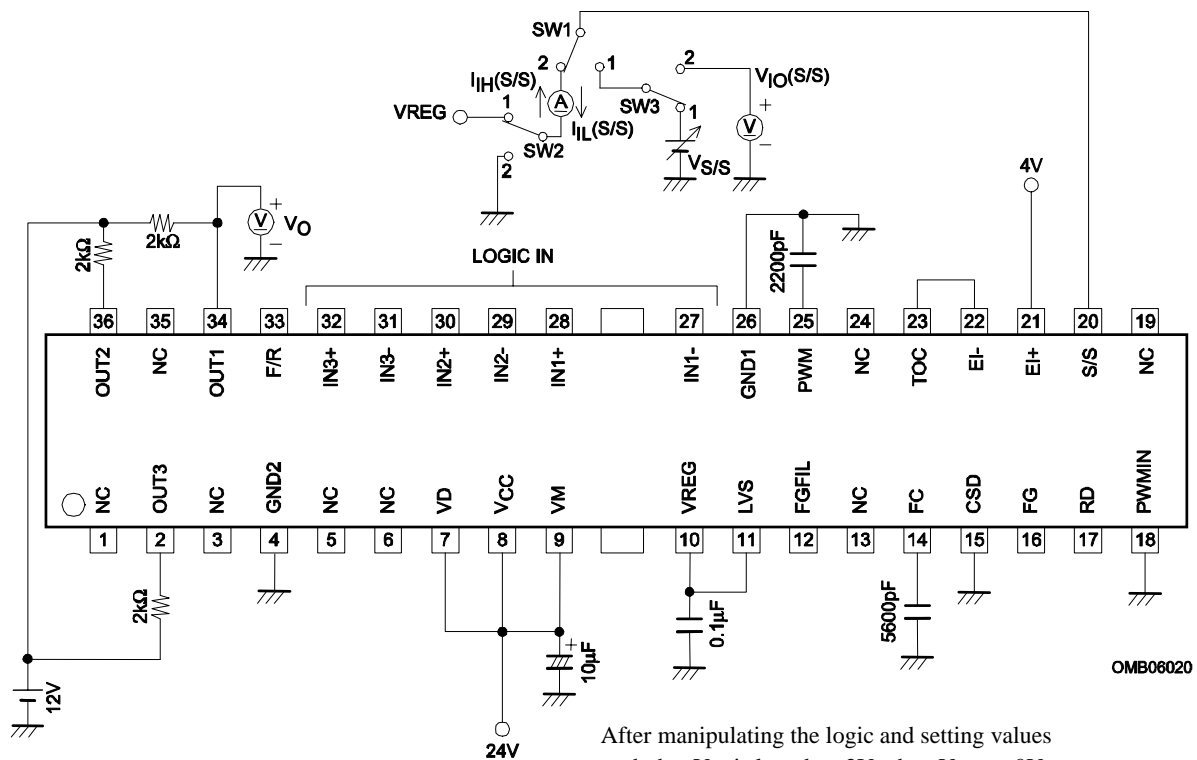 SW1
2 1 2 VIO(S/S)
IIH(S/S) A SW3 +
VREG 1 IIL(S/S) 1 V
SW2 −
2 VS/S
4V
+
V VO
2kΩ −
2kΩ
LOGIC IN
2200pF
36 35 34 33 32 31 30 29 28 27 26 25 24 23 22 21 20 19
OUT2 NC OUT1 F/R IN3+ IN3- IN2+ IN2- IN1+ IN1- GND1 PWM NC TOC EI- EI+ S/S NC
NC OUT3 NC GND2 NC NC VD VCC VM VREG LVS FGFIL NC FC CSD FG RD PWMIN
1 2 3 4 5 6 7 8 9 10 11 12 13 14 15 16 17 18
2kΩ
+
10μF
0.1μF
5600pF
12V
OMB06020
24V
After manipulating the logic and setting values